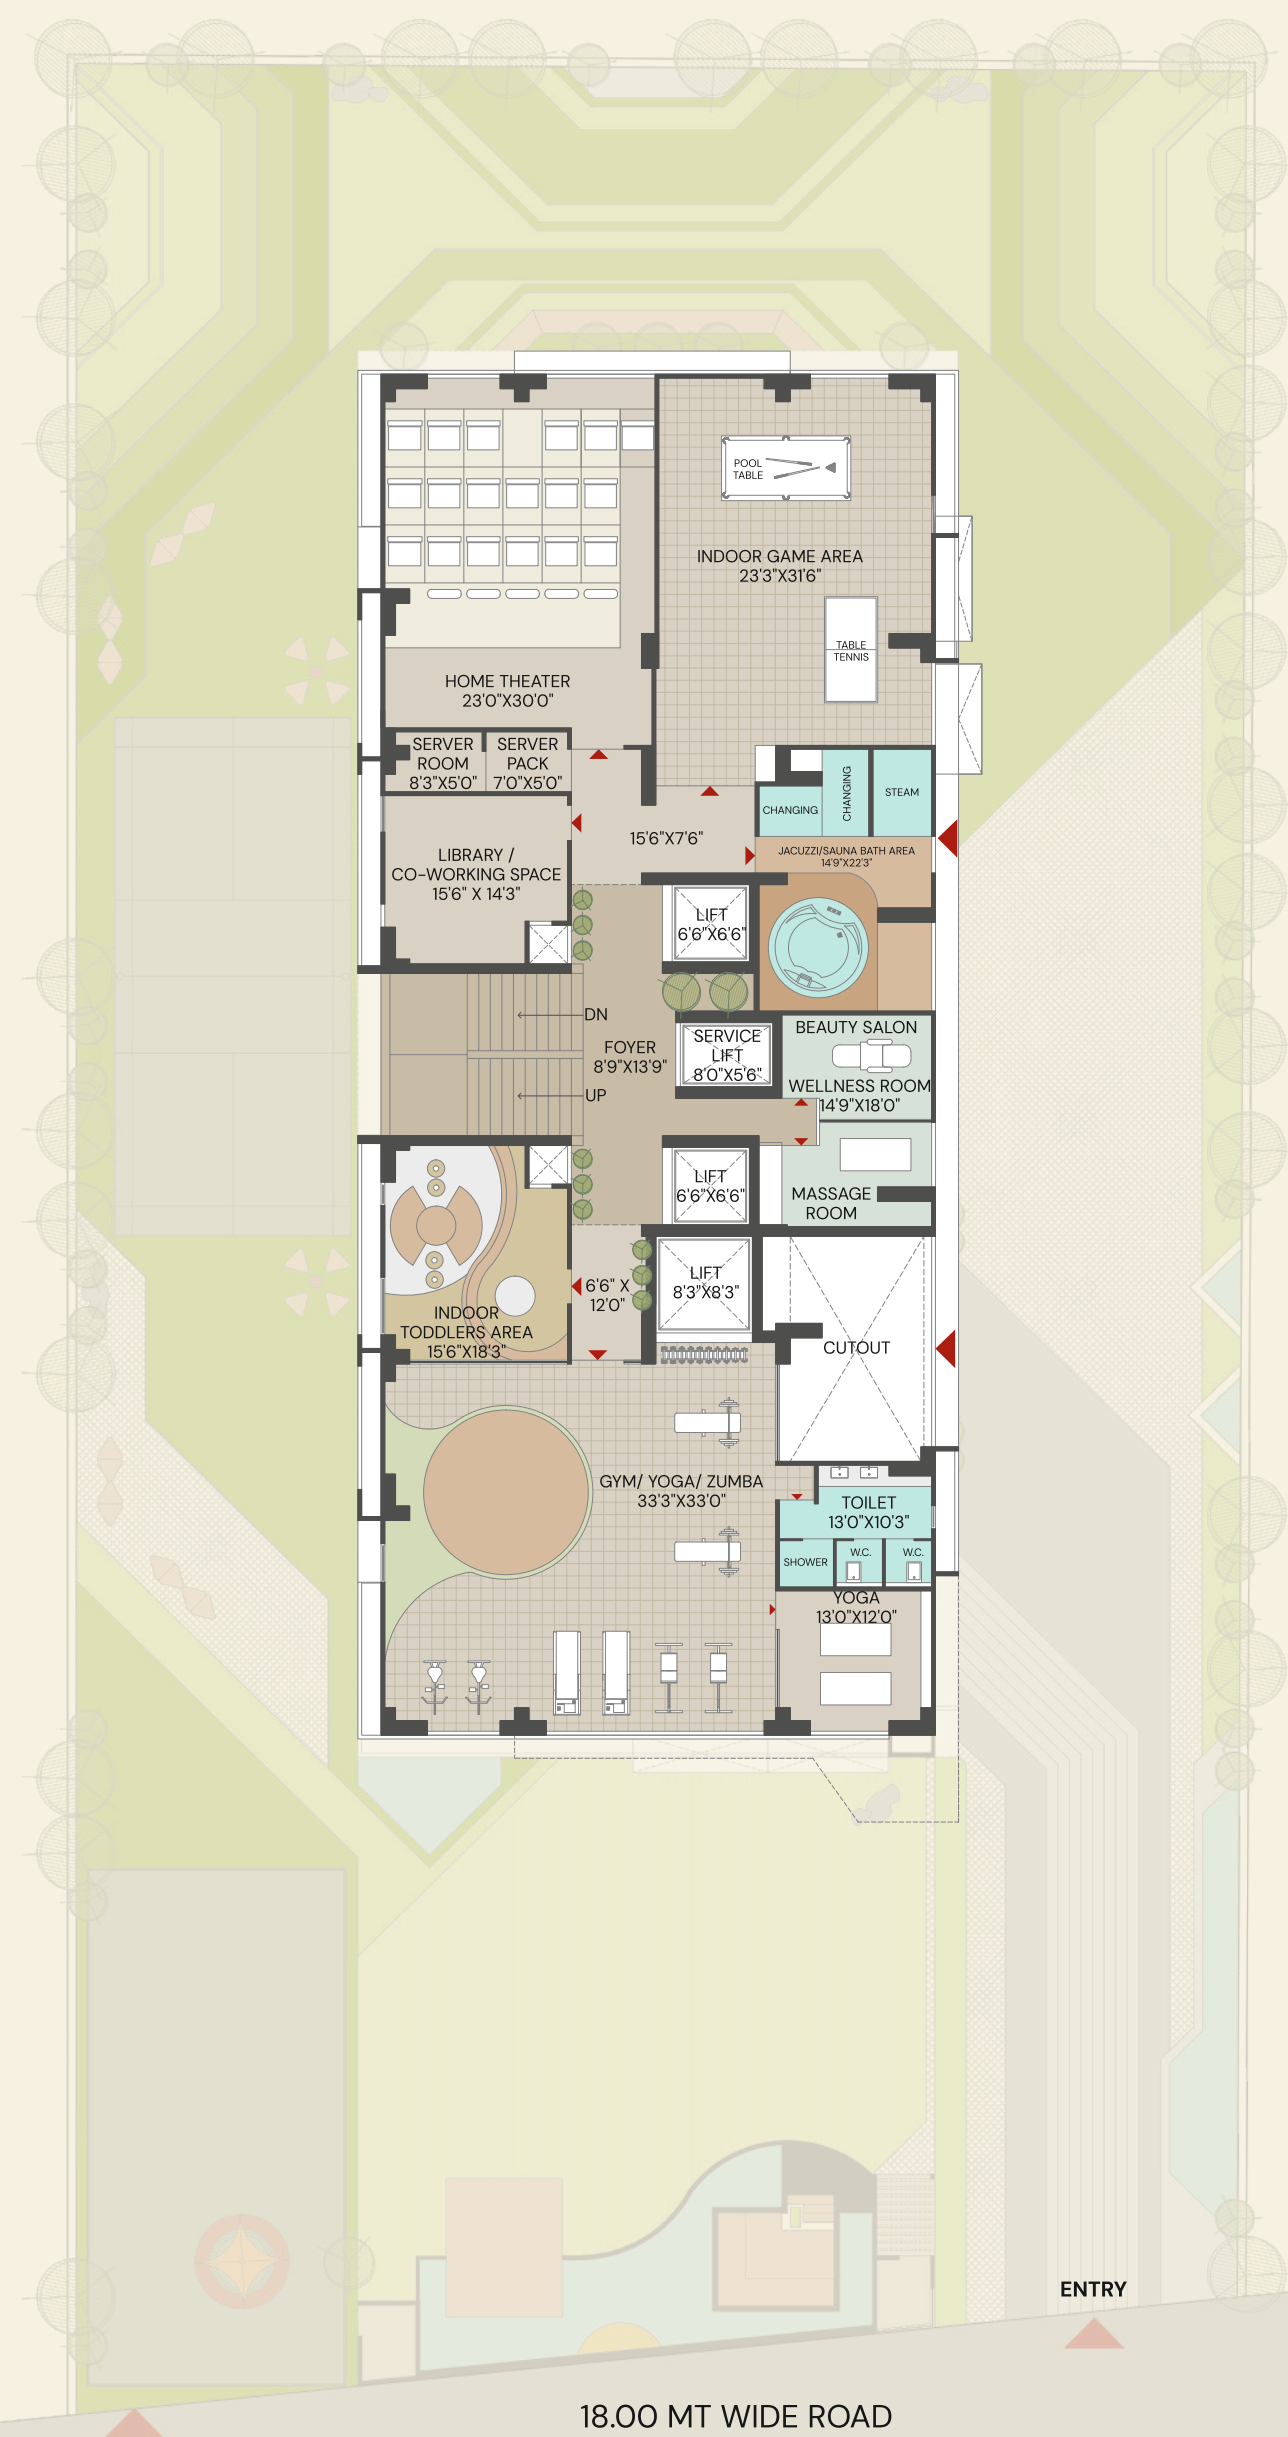 POOL
TABLE
INDOOR GAME AREA
23'3"X31'6"
TABLE
TENNIS
HOME THEATER
23'0"X30'0"
SERVER
ROOM
8'3"X5'0"
SERVER
PACK
7'0"X5'0"
CHANGING
CHANGING
STEAM
15'6"X7'6"
JACUZZI/SAUNA BATH AREA
14'9"X22'3"
LIBRARY /
CO-WORKING SPACE
15'6" X 14'3"
LIFT
6'6"X6'6"
DN
FOYER
8'9"X13'9"
UP
SERVICE
LIFT
8'0"X5'6"
BEAUTY SALON
WELLNESS ROOM
14'9"X18'0"
LIFT
6'6"X6'6"
MASSAGE
ROOM
LIFT
8'3"X8'3"
6'6" X
12'0"
INDOOR
TODDLERS AREA
15'6"X18'3"
CUTOUT
GYM/ YOGA/ ZUMBA
33'3"X33'0"
TOILET
13'0"X10'3"
SHOWER
W.C.
W.C.
YOGA
13'0"X12'0"
ENTRY
18.00 MT WIDE ROAD